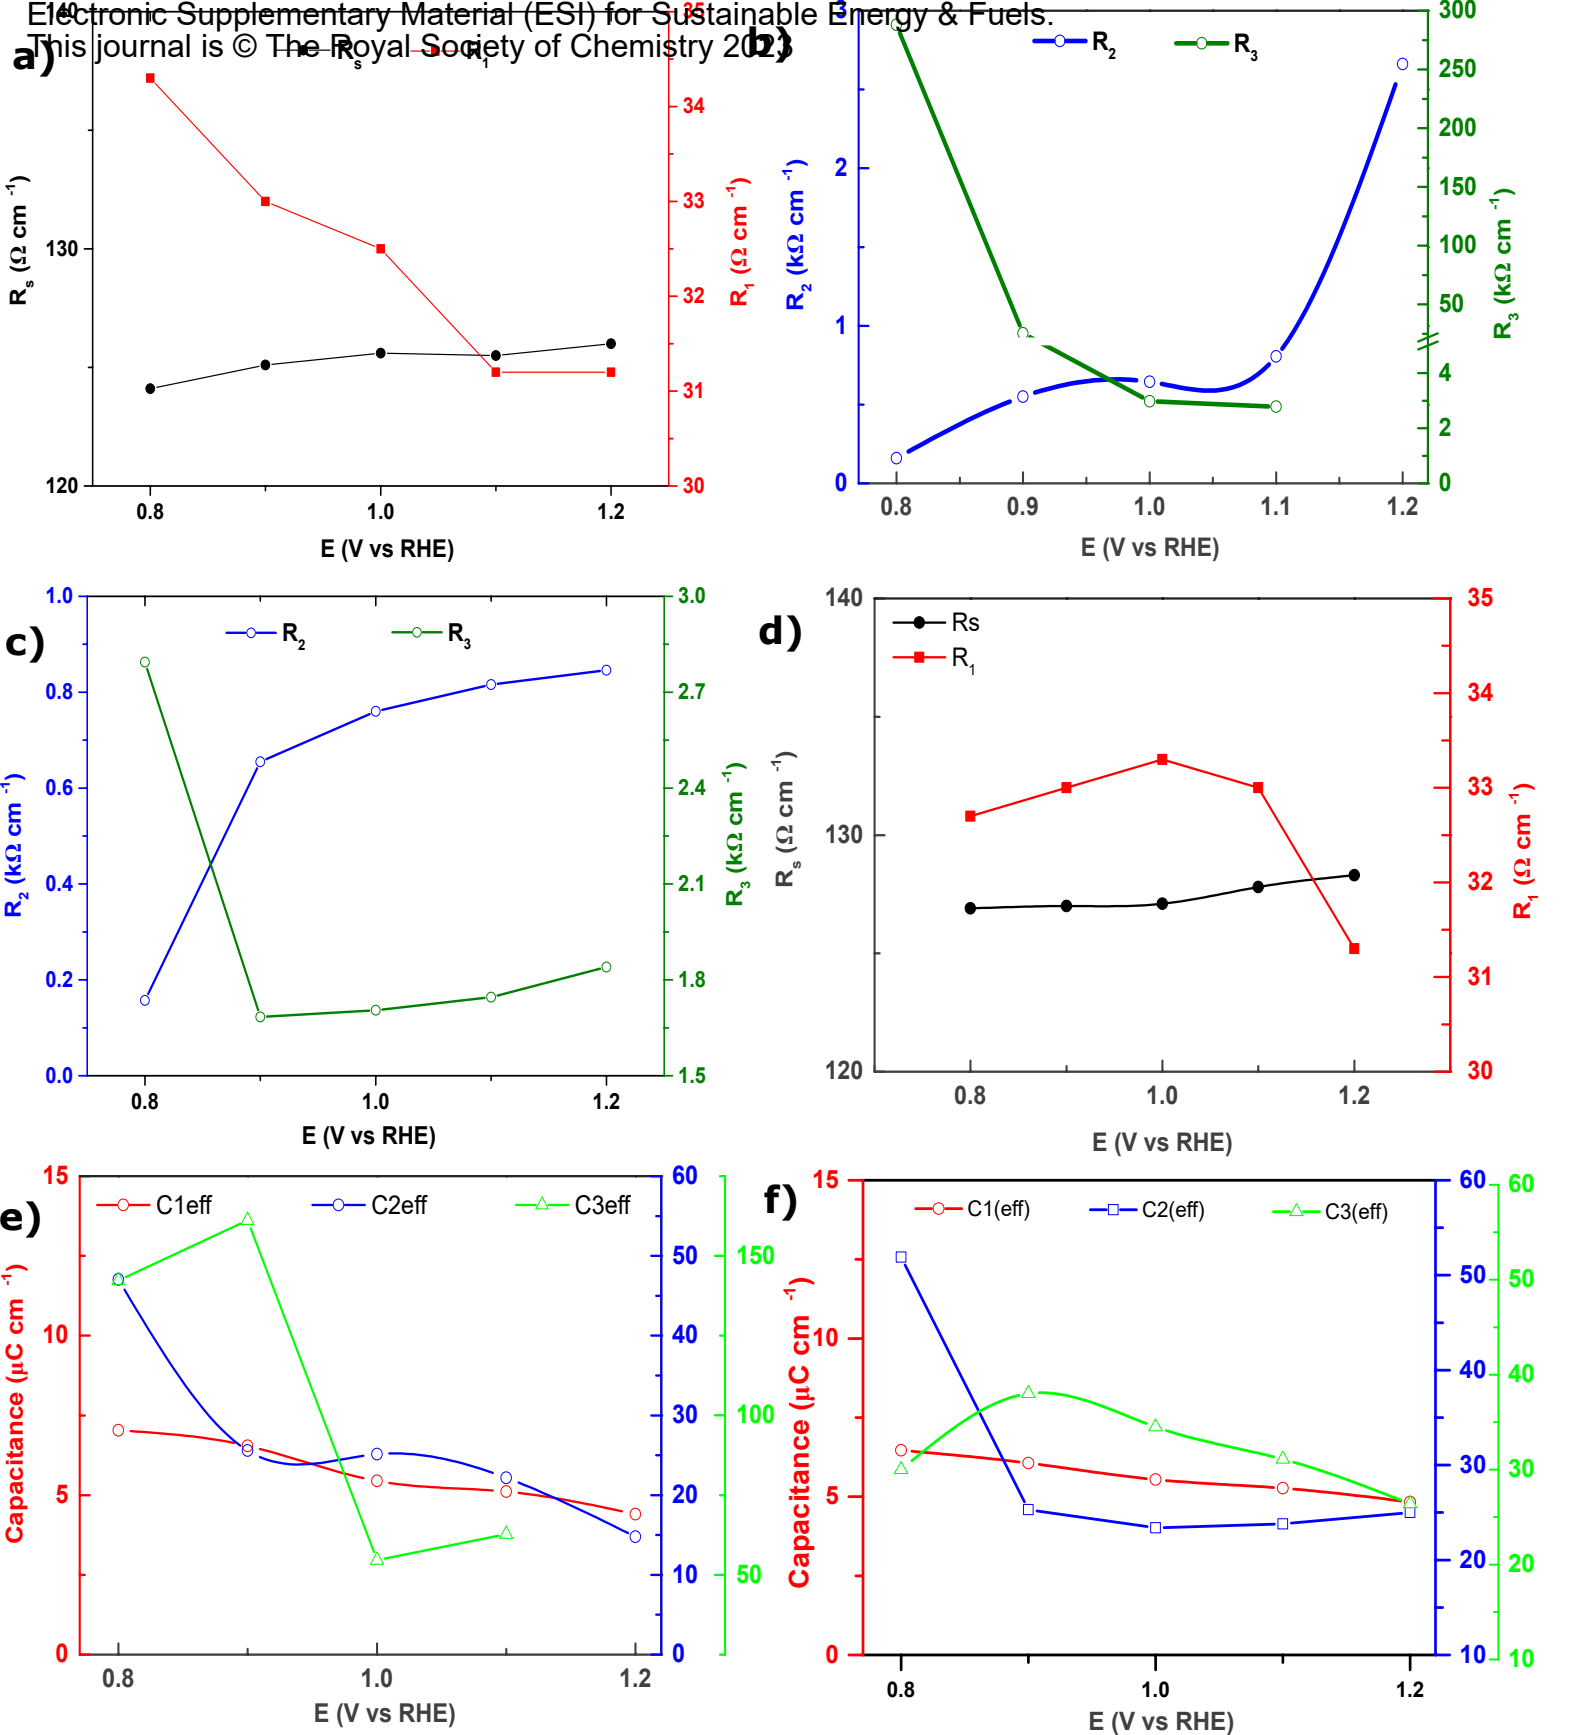 Electronic Supplementary Material (ESI) for Sustainable Energy & Fuels.
This journal is © The Royal Society of Chemistry 2023
a)
Rs R1
140
130
120
Rs (Ω cm -1)
35
34
33
32
31
30
R1 (Ω cm -1)
0.8 1.0 1.2
E (V vs RHE)
b)
R2 R3
3
2
1
0
R2 (kΩ cm -1)
300
250
200
150
100
50
4
2
0
R3 (kΩ cm -1)
0.8 0.9 1.0 1.1 1.2
E (V vs RHE)
c)
R2 R3
1.0
0.8
0.6
0.4
0.2
0.0
R2 (kΩ cm -1)
3.0
2.7
2.4
2.1
1.8
1.5
R3 (kΩ cm -1)
0.8 1.0 1.2
E (V vs RHE)
d)
Rs
R1
140
130
120
Rs (Ω cm -1)
35
34
33
32
31
30
R1 (Ω cm -1)
0.8 1.0 1.2
E (V vs RHE)
e)
C1eff C2eff C3eff
15
10
5
0
Capacitance (μC cm -1)
60
50
40
30
20
10
0
150
100
50
0.8 1.0 1.2
E (V vs RHE)
f)
C1(eff) C2(eff) C3(eff)
15
10
5
0
Capacitance (μC cm -1)
60
50
40
30
20
10
60
50
40
30
20
10
0.8 1.0 1.2
E (V vs RHE)